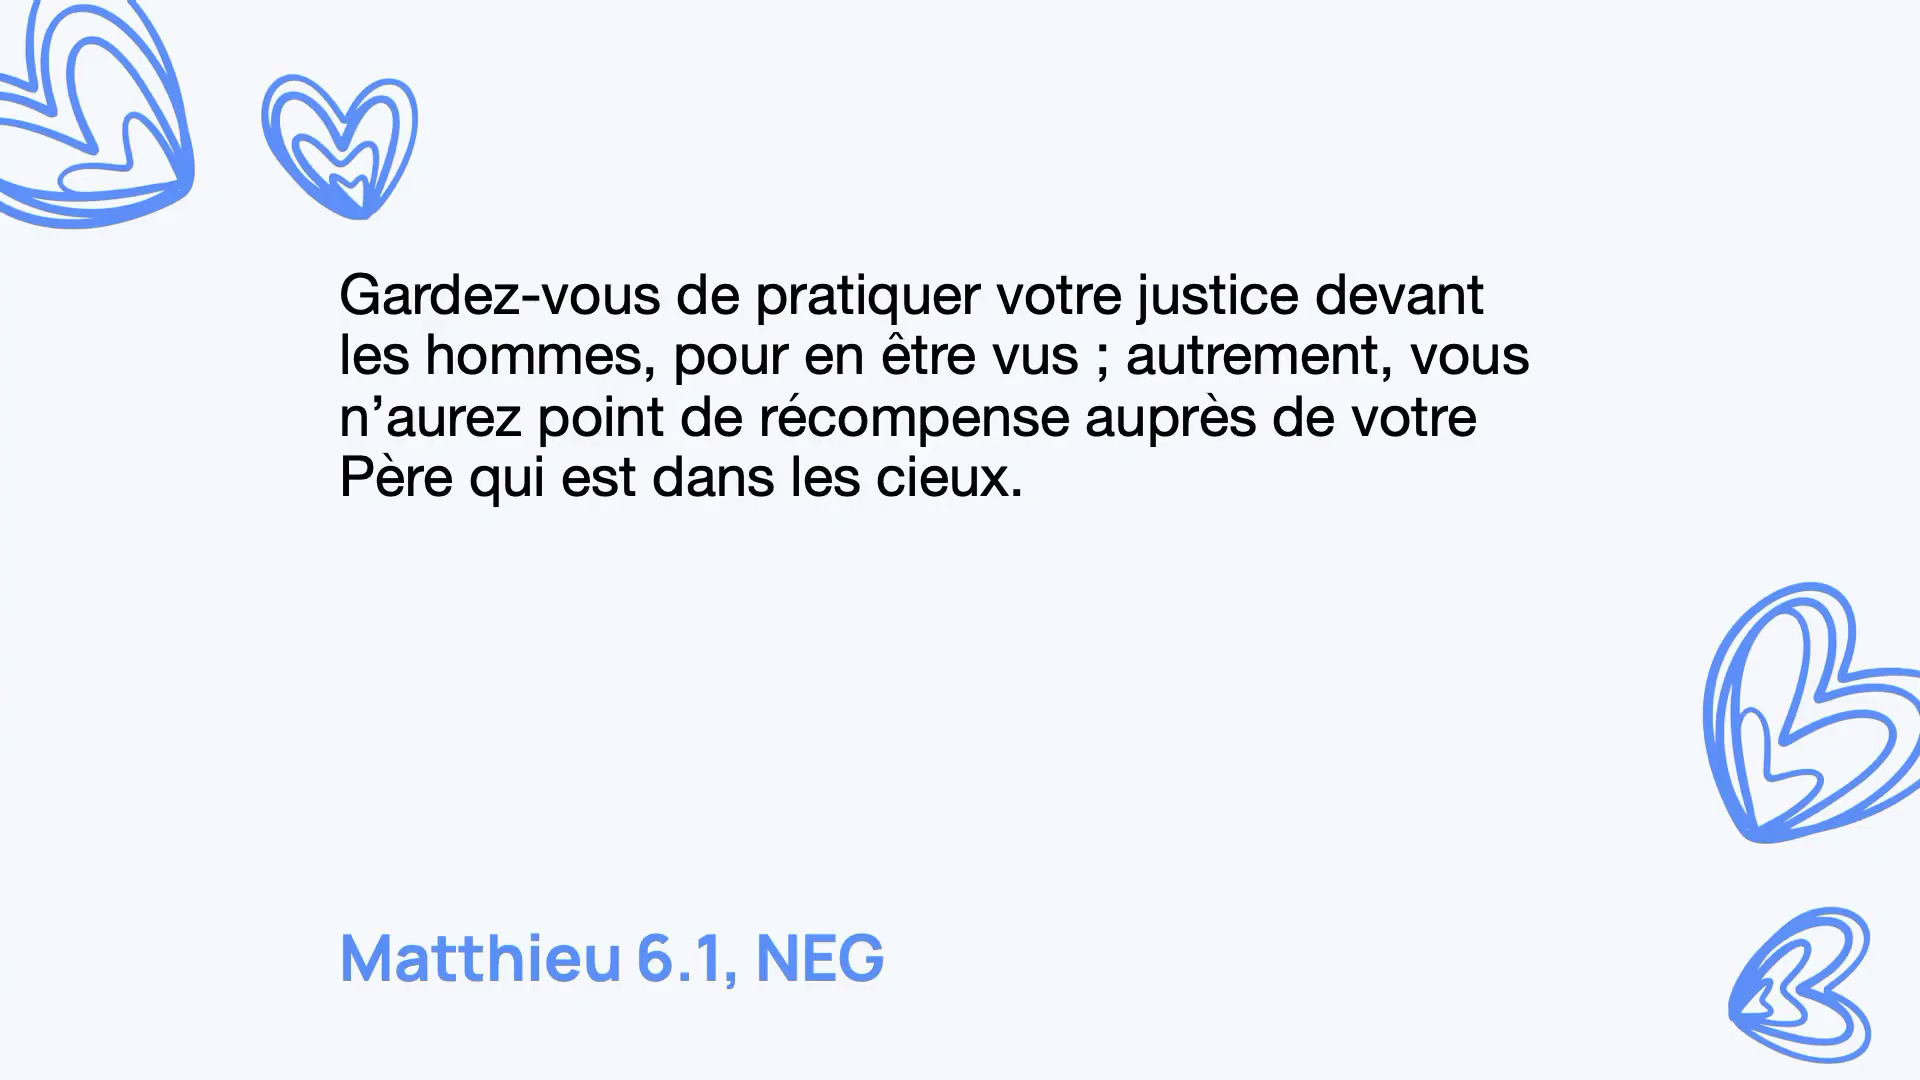 Gardez-vous de pratiquer votre justice devant
les hommes, pour en être vus ; autrement, vous
n’aurez point de récompense auprès de votre
Père qui est dans les cieux.
Matthieu 6.1, NEG